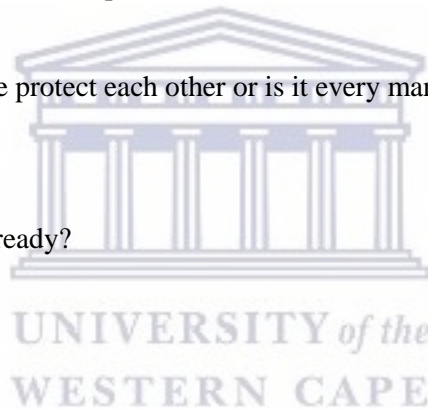 e protect each other or is it every man
ready?
UNIVERSITY of the
WESTERN CAPE